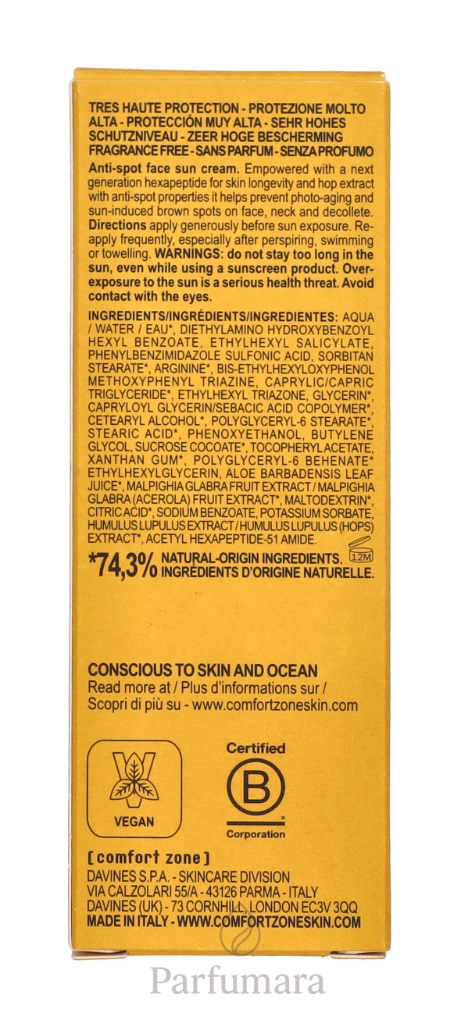 TRES HAUTE PROTECTION - PROTEZIONE MOLTO
ALTA - PROTECCIÓN MUY ALTA - SEHR HOHES
SCHUTZNIVEAU - ZEER HOGE BESCHERMING
FRAGRANCE FREE - SANS PARFUM - SENZA PROFUMO
Anti-spot face sun cream. Empowered with a next
generation hexapeptide for skin longevity and hop extract
with anti-spot properties it helps prevent photo-aging and
sun-induced brown spots on face, neck and decollete.
Directions apply generously before sun exposure. Re-
apply frequently, especially after perspiring, swimming
or towelling. WARNINGS: do not stay too long in the
sun, even while using a sunscreen product. Over-
exposure to the sun is a serious health threat. Avoid
contact with the eyes.
INGREDIENTS/INGRÉDIENTS/INGREDIENTES: AQUA
/ WATER / EAU*, DIETHYLAMINO HYDROXYBENZOYL
HEXYL BENZOATE, ETHYLHEXYL SALICYLATE,
PHENYLBENZIMIDAZOLE SULFONIC ACID, SORBITAN
STEARATE*, ARGININE*, BIS-ETHYLHEXYLOXYPHENOL
METHOXYPHENYL TRIAZINE, CAPRYLIC/CAPRIC
TRIGLYCERIDE*, ETHYLHEXYL TRIAZONE, GLYCERIN*,
CAPRYLOYL GLYCERIN/SEBACIC ACID COPOLYMER*,
CETEARYL ALCOHOL*, POLYGLYCERYL-6 STEARATE*,
STEARIC ACID*, PHENOXYETHANOL, BUTYLENE
GLYCOL, SUCROSE COCOATE*, TOCOPHERYL ACETATE,
XANTHAN GUM*, POLYGLYCERYL-6 BEHENATE*
ETHYLHEXYLGLYCERIN, ALOE BARBADENSIS LEAF
JUICE*, MALPIGHIA GLABRA FRUIT EXTRACT / MALPIGHIA
GLABRA (ACEROLA) FRUIT EXTRACT*, MALTODEXTRIN*,
CITRIC ACID*, SODIUM BENZOATE, POTASSIUM SORBATE,
HUMULUS LUPULUS EXTRACT / HUMULUS LUPULUS (HOPS)
EXTRACT*, ACETYL HEXAPEPTIDE-51 AMIDE.
*74,3% NATURAL-ORIGIN INGREDIENTS.
INGRÉDIENTS D'ORIGINE NATURELLE.
12M
CONSCIOUS TO SKIN AND OCEAN
Read more at / Plus d'informations sur /
Scopri di più su - www.comfortzoneskin.com
VEGAN
Certified
B
Corporation
[ comfort zone ]
DAVINES S.P.A. - SKINCARE DIVISION
VIA CALZOLARI 55/A - 43126 PARMA - ITALY
DAVINES (UK) - 73 CORNHILL, LONDON EC3V 3QQ
MADE IN ITALY - WWW.COMFORTZONESKIN.COM
Parfumara